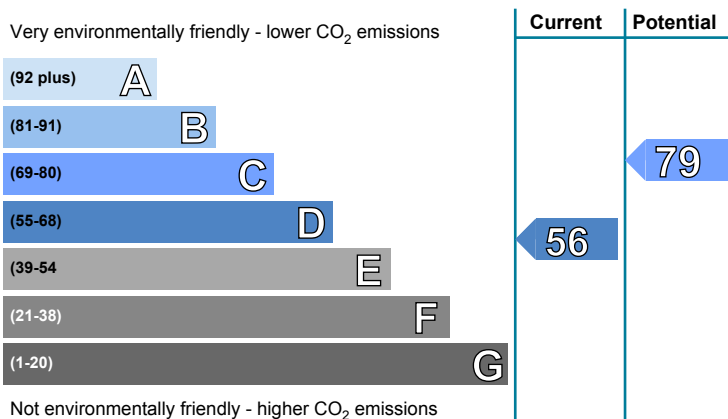 Current Potential
Very environmentally friendly - lower CO2 emissions
(92 plus) A
(81-91) B
(69-80) C
79
(55-68) D
56
(39-54 E
(21-38) F
(1-20) G
Not environmentally friendly - higher CO2 emissions